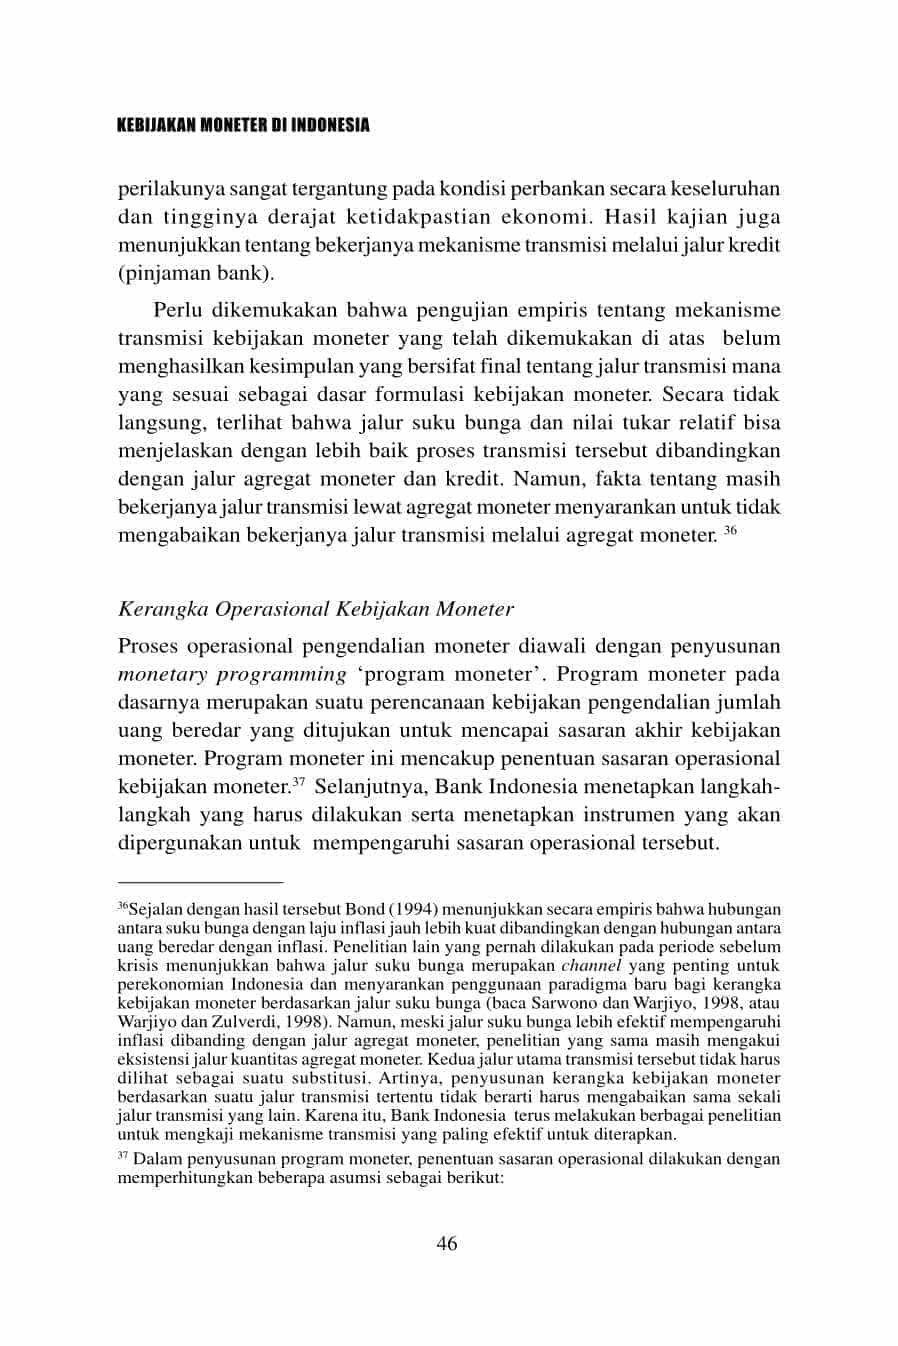 KEBIJAKAN MONETER DI INDONESIA
perilakunya sangat tergantung pada kondisi perbankan secara keseluruhan
dan tingginya derajat ketidakpastian ekonomi. Hasil kajian juga
menunjukkan tentang bekerjanya mekanisme transmisi melalui jalur kredit
(pinjaman bank).
Perlu dikemukakan bahwa pengujian empiris tentang mekanisme
transmisi kebijakan moneter yang telah dikemukakan di atas belum
menghasilkan kesimpulan yang bersifat final tentang jalur transmisi mana
yang sesuai sebagai dasar formulasi kebijakan moneter. Secara tidak
langsung, terlihat bahwa jalur suku bunga dan nilai tukar relatif bisa
menjelaskan dengan lebih baik proses transmisi tersebut dibandingkan
dengan jalur agregat moneter dan kredit. Namun, fakta tentang masih
bekerjanya jalur transmisi lewat agregat moneter menyarankan untuk tidak
mengabaikan bekerjanya jalur transmisi melalui agregat moneter. 36
Kerangka Operasional Kebijakan Moneter
Proses operasional pengendalian moneter diawali dengan penyusunan
monetary programming ‘program moneter’. Program moneter pada
dasarnya merupakan suatu perencanaan kebijakan pengendalian jumlah
uang beredar yang ditujukan untuk mencapai sasaran akhir kebijakan
moneter. Program moneter ini mencakup penentuan sasaran operasional
kebijakan moneter.37 Selanjutnya, Bank Indonesia menetapkan langkah-
langkah yang harus dilakukan serta menetapkan instrumen yang akan
dipergunakan untuk mempengaruhi sasaran operasional tersebut.
36Sejalan dengan hasil tersebut Bond (1994) menunjukkan secara empiris bahwa hubungan
antara suku bunga dengan laju inflasi jauh lebih kuat dibandingkan dengan hubungan antara
uang beredar dengan inflasi. Penelitian lain yang pernah dilakukan pada periode sebelum
krisis menunjukkan bahwa jalur suku bunga merupakan channel yang penting untuk
perekonomian Indonesia dan menyarankan penggunaan paradigma baru bagi kerangka
kebijakan moneter berdasarkan jalur suku bunga (baca Sarwono dan Warjiyo, 1998, atau
Warjiyo dan Zulverdi, 1998). Namun, meski jalur suku bunga lebih efektif mempengaruhi
inflasi dibanding dengan jalur agregat moneter, penelitian yang sama masih mengakui
eksistensi jalur kuantitas agregat moneter. Kedua jalur utama transmisi tersebut tidak harus
dilihat sebagai suatu substitusi. Artinya, penyusunan kerangka kebijakan moneter
berdasarkan suatu jalur transmisi tertentu tidak berarti harus mengabaikan sama sekali
jalur transmisi yang lain. Karena itu, Bank Indonesia terus melakukan berbagai penelitian
untuk mengkaji mekanisme transmisi yang paling efektif untuk diterapkan.
37 Dalam penyusunan program moneter, penentuan sasaran operasional dilakukan dengan
memperhitungkan beberapa asumsi sebagai berikut:
46